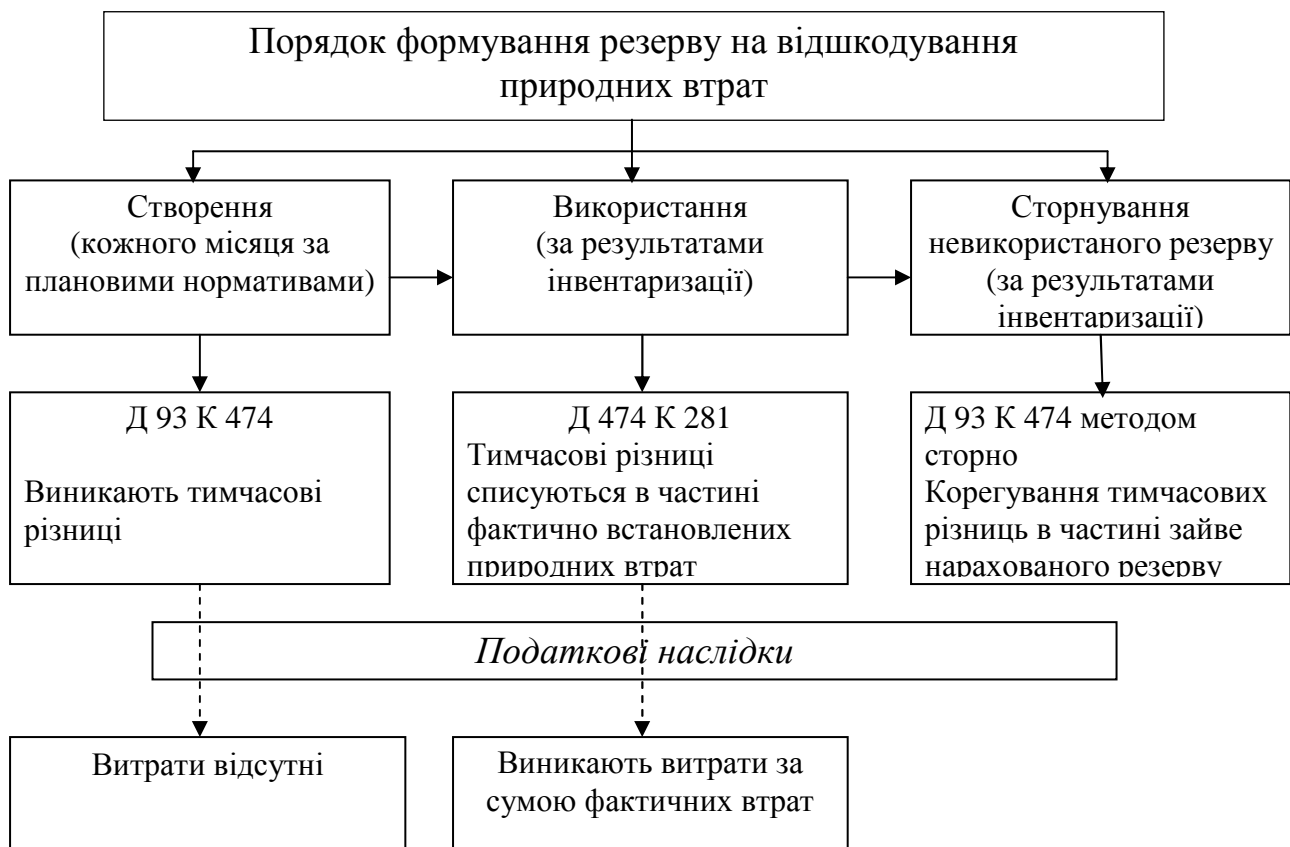 Порядок формування резерву на відшкодування
природних втрат
Створення
(кожного місяця за
плановими нормативами)
Використання
(за результатами
інвентаризації)
Сторнування
невикористаного резерву
(за результатами
інвентаризації)
Д 93 К 474
Виникають тимчасові
різниці
Д 474 К 281
Тимчасові різниці
списуються в частині
фактично встановлених
природних втрат
Д 93 К 474 методом
сторно
Корегування тимчасових
різниць в частині зайве
нарахованого резерву
Податкові наслідки
Витрати відсутні
Виникають витрати за
сумою фактичних втрат